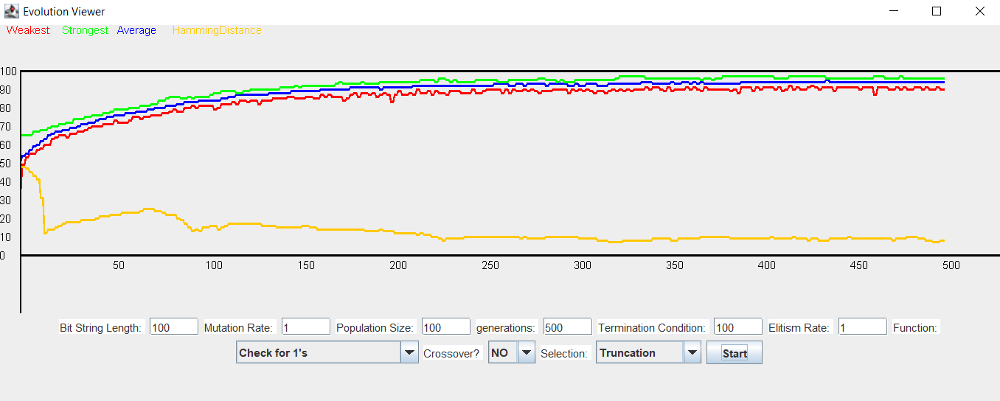 Evolution Viewer
Weakest Strongest Average HammingDistance
100
90
80
70
60
50
40
30
20
10
0
50 100 150 200 250 300 350 400 450 500
Bit String Length: 100 Mutation Rate: 1 Population Size: 100 generations: 500 Termination Condition: 100 Elitism Rate: 1 Function:
Check for 1's Crossover? NO Selection: Truncation Start